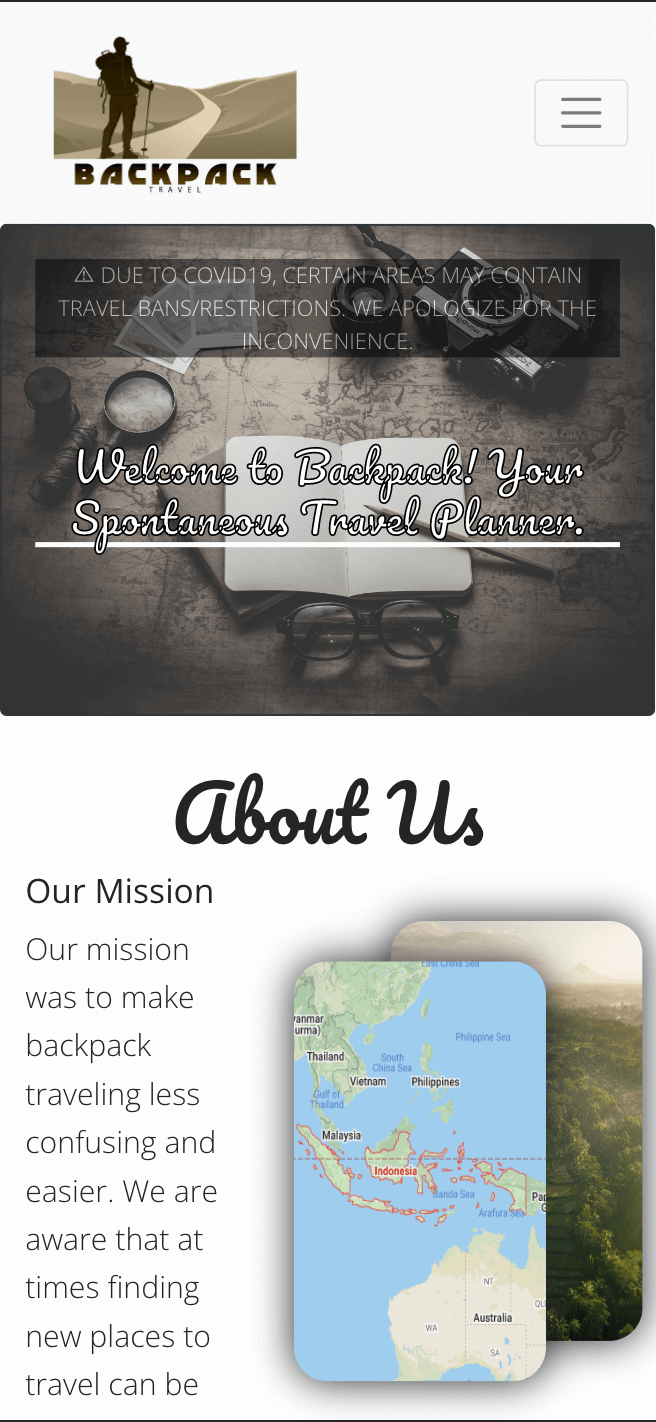 BACKPACK
TRAVEL
⚠ DUE TO COVID19, CERTAIN AREAS MAY CONTAIN
TRAVEL BANS/RESTRICTIONS. WE APOLOGIZE FOR THE
INCONVENIENCE.
minolta
Welcome to Backpack! Your
Spontaneous Travel Planner.
About Us
Our Mission
Our mission
was to make
backpack
traveling less
confusing and
easier. We are
aware that at
times finding
new places to
travel can be
East China Sea
yanmar
urma)
Philippine Sea
Thailand
South
China Sea
Vietnam
Philippines
Gulf of
Thailand
Malaysia
Indonesia
Banda Sea
Pap
G
Arafura Sea
NT
QL
Australia
WA
SA